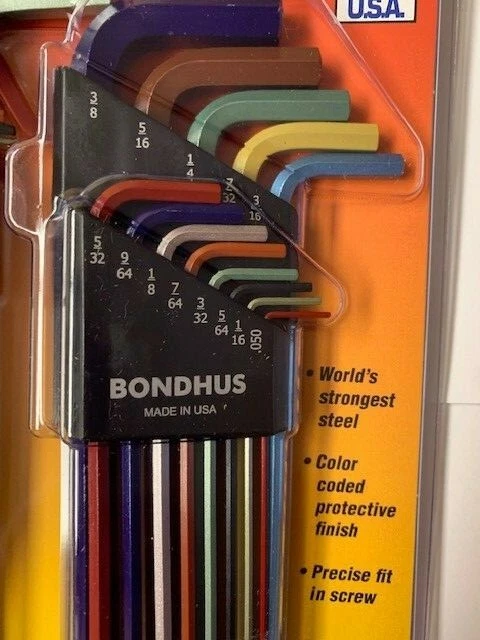 U.S.A.
3/8
5/16
1/4
7/32
3/16
5/32
9/64
1/8
7/64
3/32
5/64
1/16
.050
BONDHUS
MADE IN USA
• World's
strongest
steel
• Color
coded
protective
finish
• Precise fit
in screw